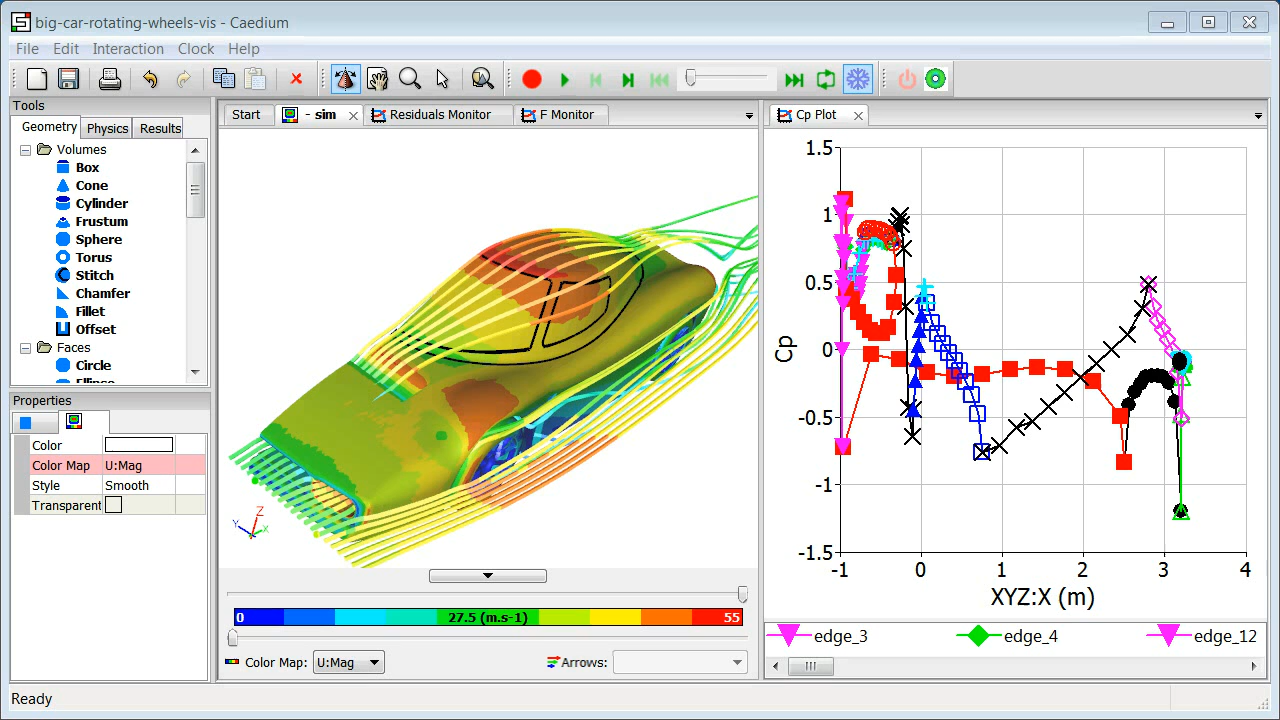 big-car-rotating-wheels-vis - Caedium
File Edit Interaction Clock Help
Tools
Geometry Physics Results
Volumes
Box
Cone
Cylinder
Frustum
Sphere
Torus
Stitch
Chamfer
Fillet
Offset
Faces
Circle
Ellipse
Properties
Color
Color Map U:Mag
Style Smooth
Transparent
Start - sim Residuals Monitor F Monitor
Z
Y X
0 27.5 (m.s-1) 55
Color Map: U:Mag Arrows:
Cp Plot
1.5
1
0.5
0
-0.5
-1
-1.5
Cp
-1 0 1 2 3 4
XYZ:X (m)
edge_3 edge_4 edge_12
Ready